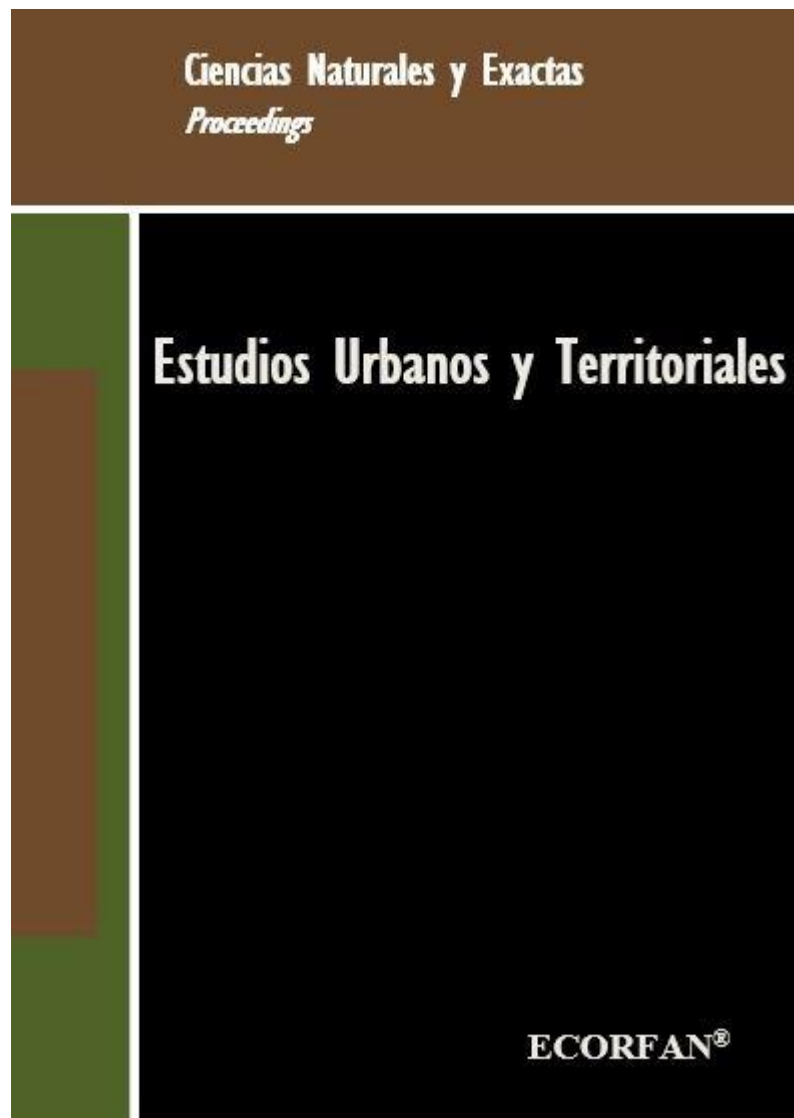 Ciencias Naturales y Exactas
Proceedings
Estudios Urbanos y Territoriales
ECORFAN®